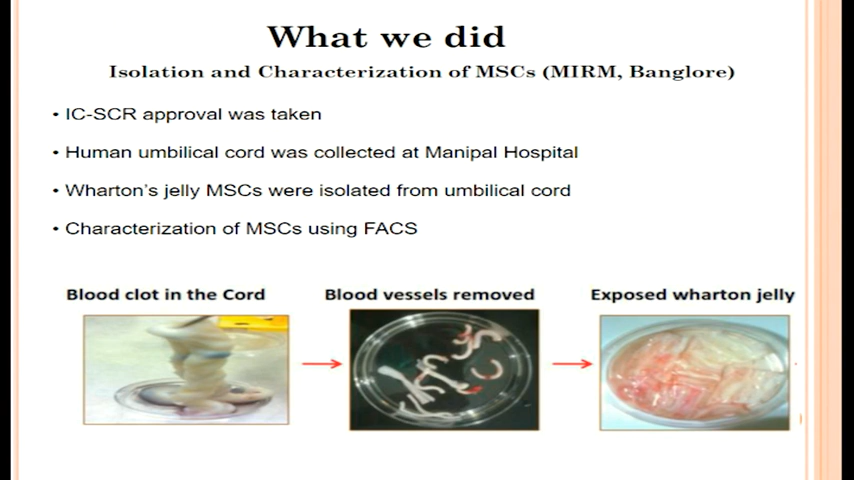 What we did
Isolation and Characterization of MSCs (MIRM, Banglore)
• IC-SCR approval was taken
• Human umbilical cord was collected at Manipal Hospital
• Wharton's jelly MSCs were isolated from umbilical cord
• Characterization of MSCs using FACS
Blood clot in the Cord
Blood vessels removed
Exposed wharton jelly